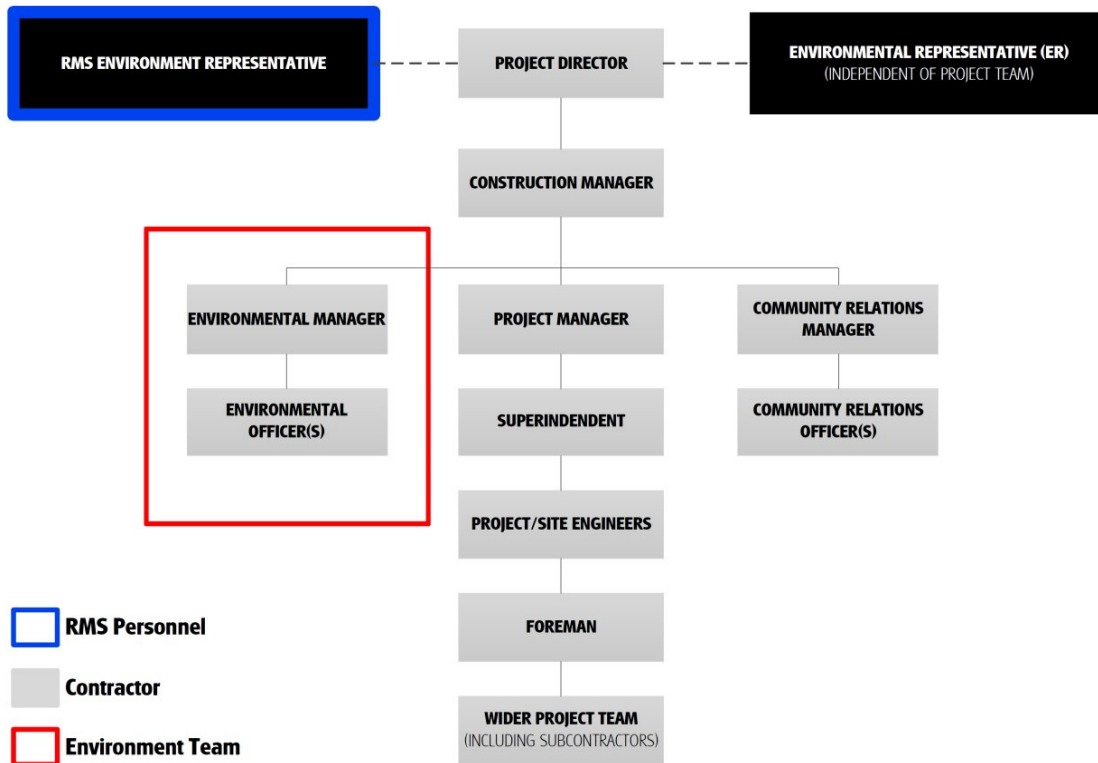 RMS ENVIRONMENT REPRESENTATIVE
PROJECT DIRECTOR
ENVIRONMENTAL REPRESENTATIVE (ER)
(INDEPENDENT OF PROJECT TEAM)
CONSTRUCTION MANAGER
ENVIRONMENTAL MANAGER
PROJECT MANAGER
COMMUNITY RELATIONS
MANAGER
ENVIRONMENTAL
OFFICER(S)
SUPERINDENDENT
COMMUNITY RELATIONS
OFFICER(S)
PROJECT/SITE ENGINEERS
FOREMAN
WIDER PROJECT TEAM
(INCLUDING SUBCONTRACTORS)
RMS Personnel
Contractor
Environment Team